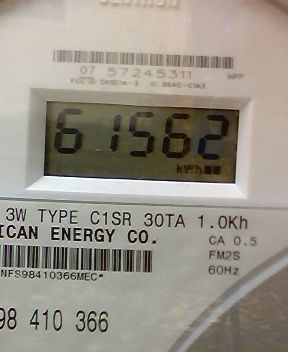 07 57245311 NPP
61562
kWh
3W TYPE C1SR 30TA 1.0Kh
ICAN ENERGY CO.
CA 0.5
FM2S
NFS98410366MEC*
60Hz
98 410 366